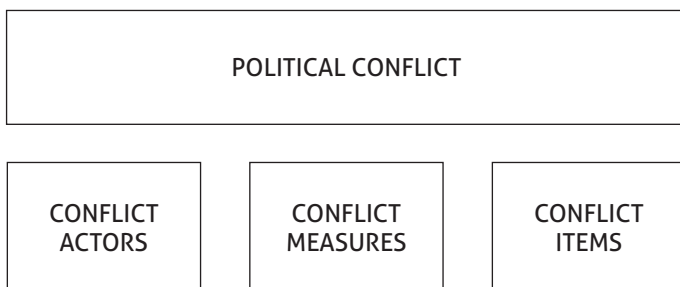 POLITICAL CONFLICT
CONFLICT
ACTORS
CONFLICT
MEASURES
CONFLICT
ITEMS